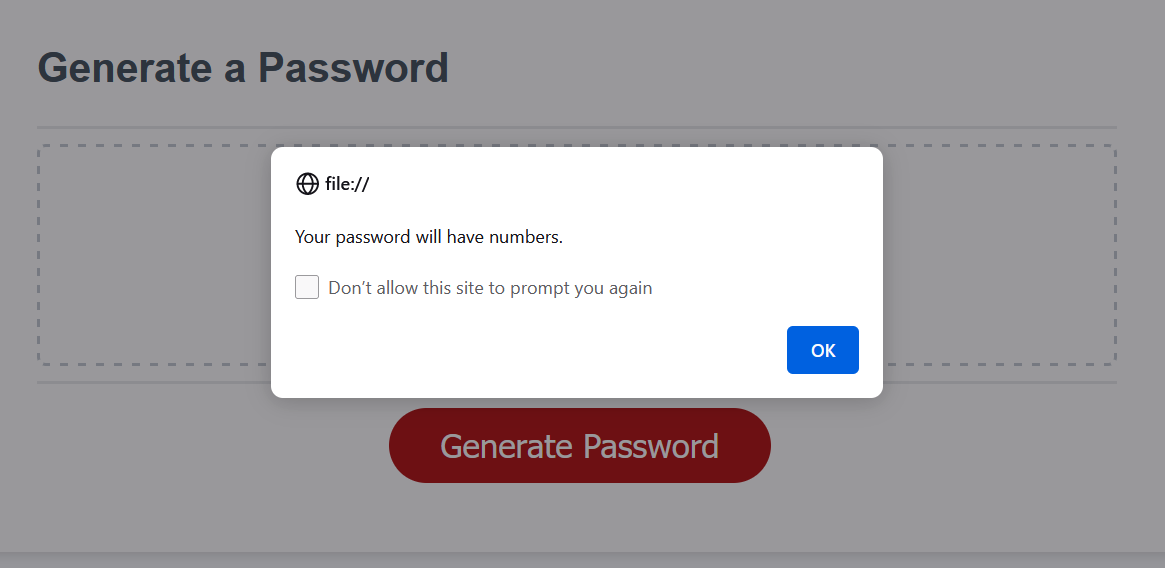 Generate a Password
file://
Your password will have numbers.
Don’t allow this site to prompt you again
OK
Generate Password